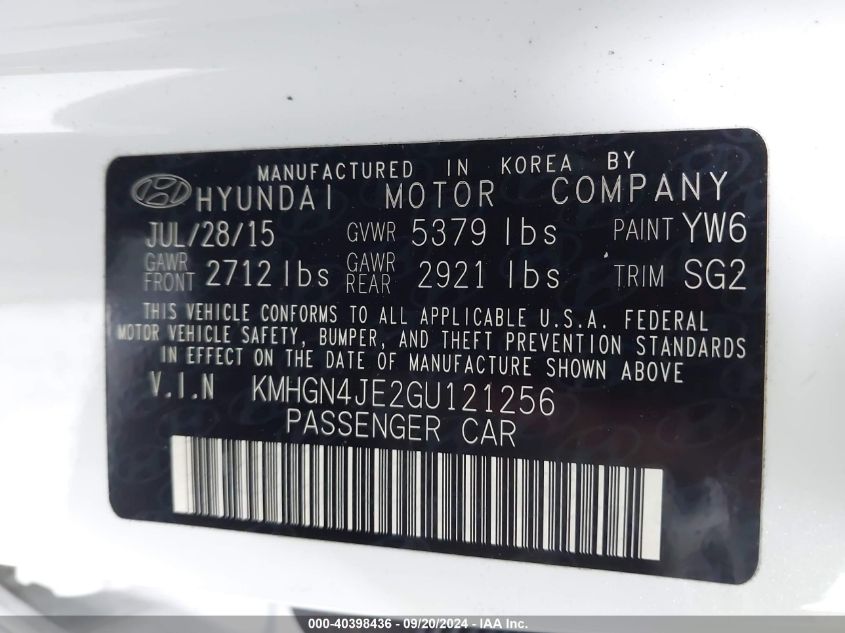 MANUFACTURED IN KOREA BY
HYUNDAI MOTOR COMPANY
JUL/28/15 GVWR 5379 lbs PAINT YW6
GAWR FRONT 2712 lbs GAWR REAR 2921 lbs TRIM SG2
THIS VEHICLE CONFORMS TO ALL APPLICABLE U.S.A. FEDERAL
MOTOR VEHICLE SAFETY, BUMPER, AND THEFT PREVENTION STANDARDS
IN EFFECT ON THE DATE OF MANUFACTURE SHOWN ABOVE
V.I.N KMHGN4JE2GU121256
PASSENGER CAR
000-40398436 - 09/20/2024 - IAA Inc.